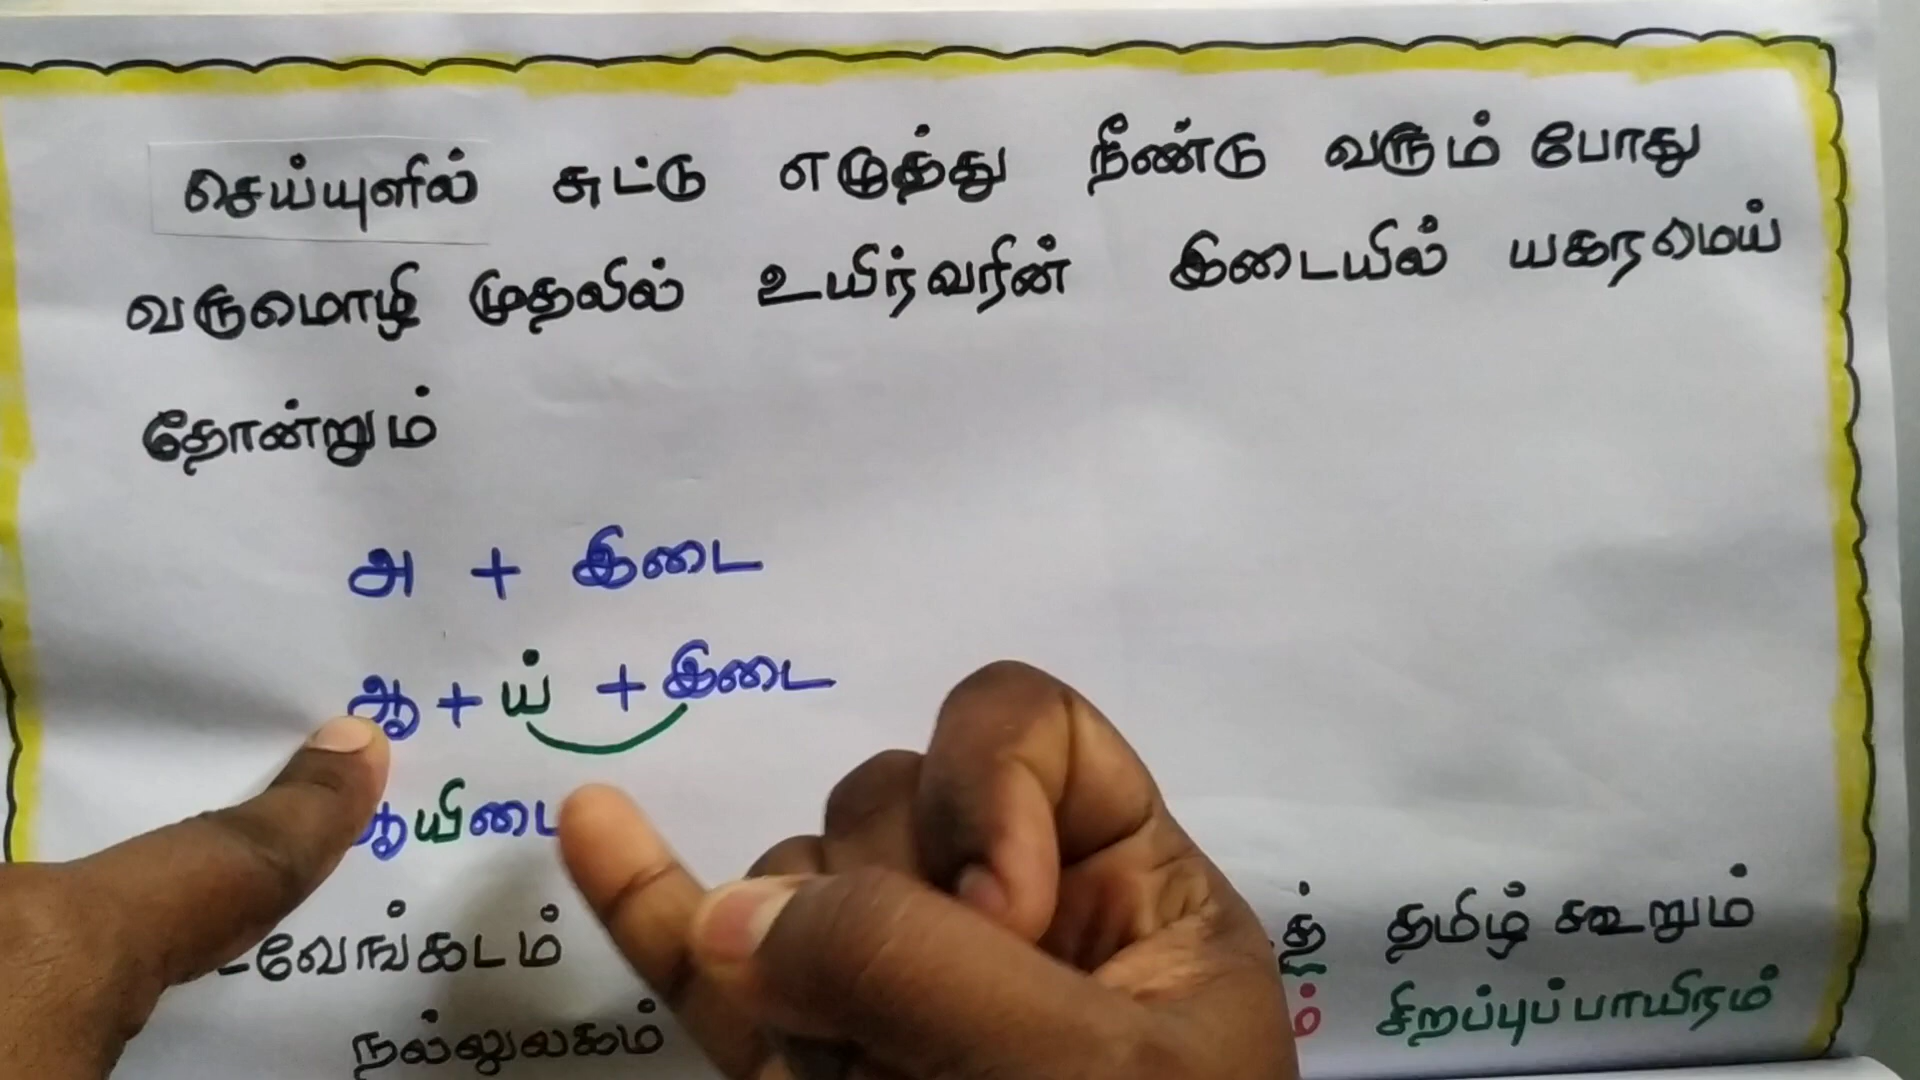 செய்யுளில் சுட்டு எழுத்து நீண்டு வரும் போது
வருமொழி முதலில் உயிர்வரின் இடையில் யகரமெய்
தோன்றும்
அ + இடை
ஆ + ய் + இடை
ஆயிடை
வேங்கடம் தமிழ் கூறும்
நல்லுலகம் சிறப்புப்பாயிரம்